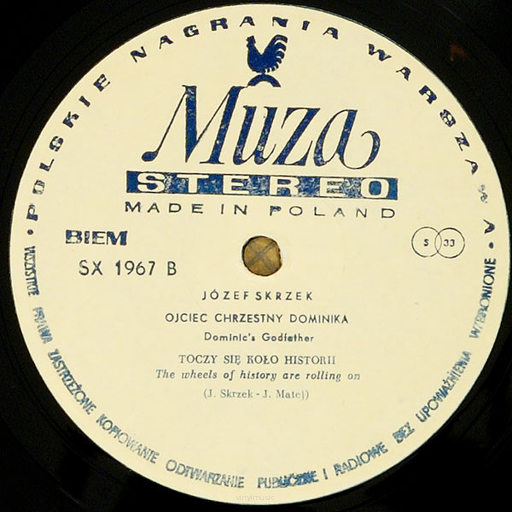 • POLSKIE NAGRANIA WARSZAWA •
Muza
STEREO
MADE IN POLAND
BIEM
S 33
SX 1967 B
JÓZEF SKRZEK
OJCIEC CHRZESTNY DOMINIKA
Dominic's Godfather
TOCZY SIĘ KOŁO HISTORII
The wheels of history are rolling on
(J. Skrzek - J. Matej)
WSZYSTKIE PRAWA ZASTRZEŻONE KOPIOWANIE ODTWARZANIE PUBLICZNE I RADIOWE BEZ UPOWAŻNIENIA WZBRONIONE